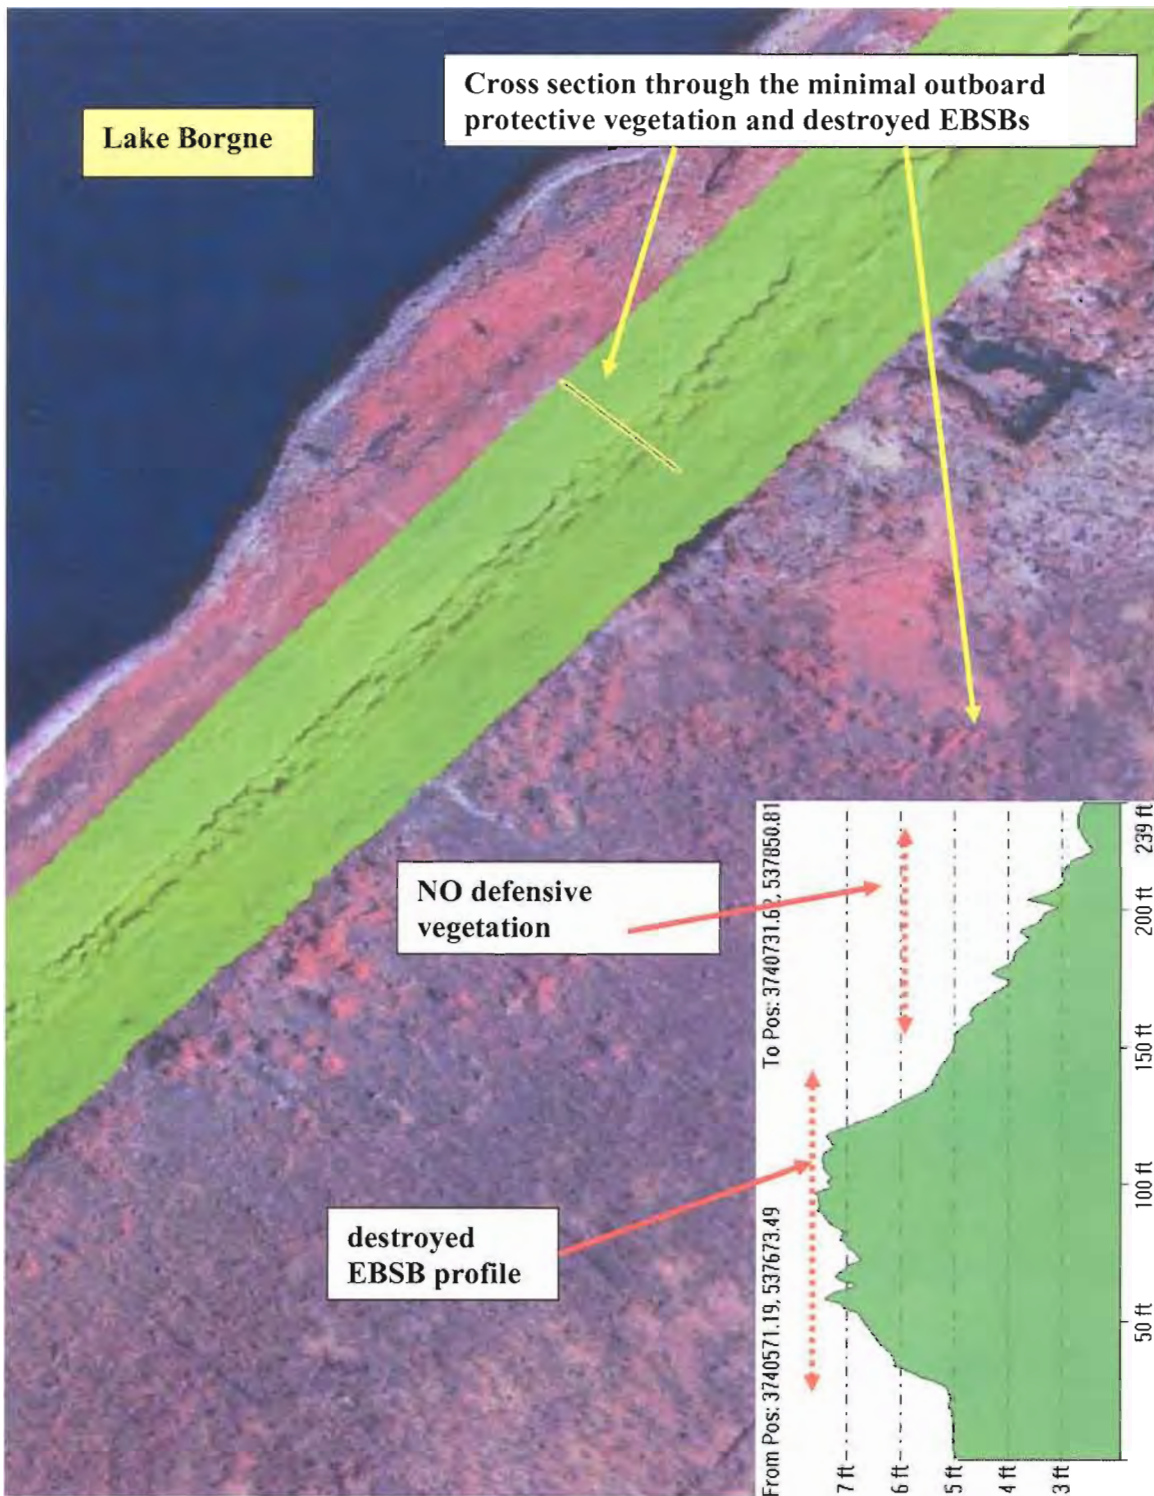 Cross section through the minimal outboard
protective vegetation and destroyed EBSBs
Lake Borgne
NO defensive
vegetation
destroyed
EBSB profile
From Pos: 3740571.19, 537673.49
To Pos: 3740731.62, 537850.81
7 ft
6 ft
5 ft
4 ft
3 ft
50 ft
100 ft
150 ft
200 ft
239 ft